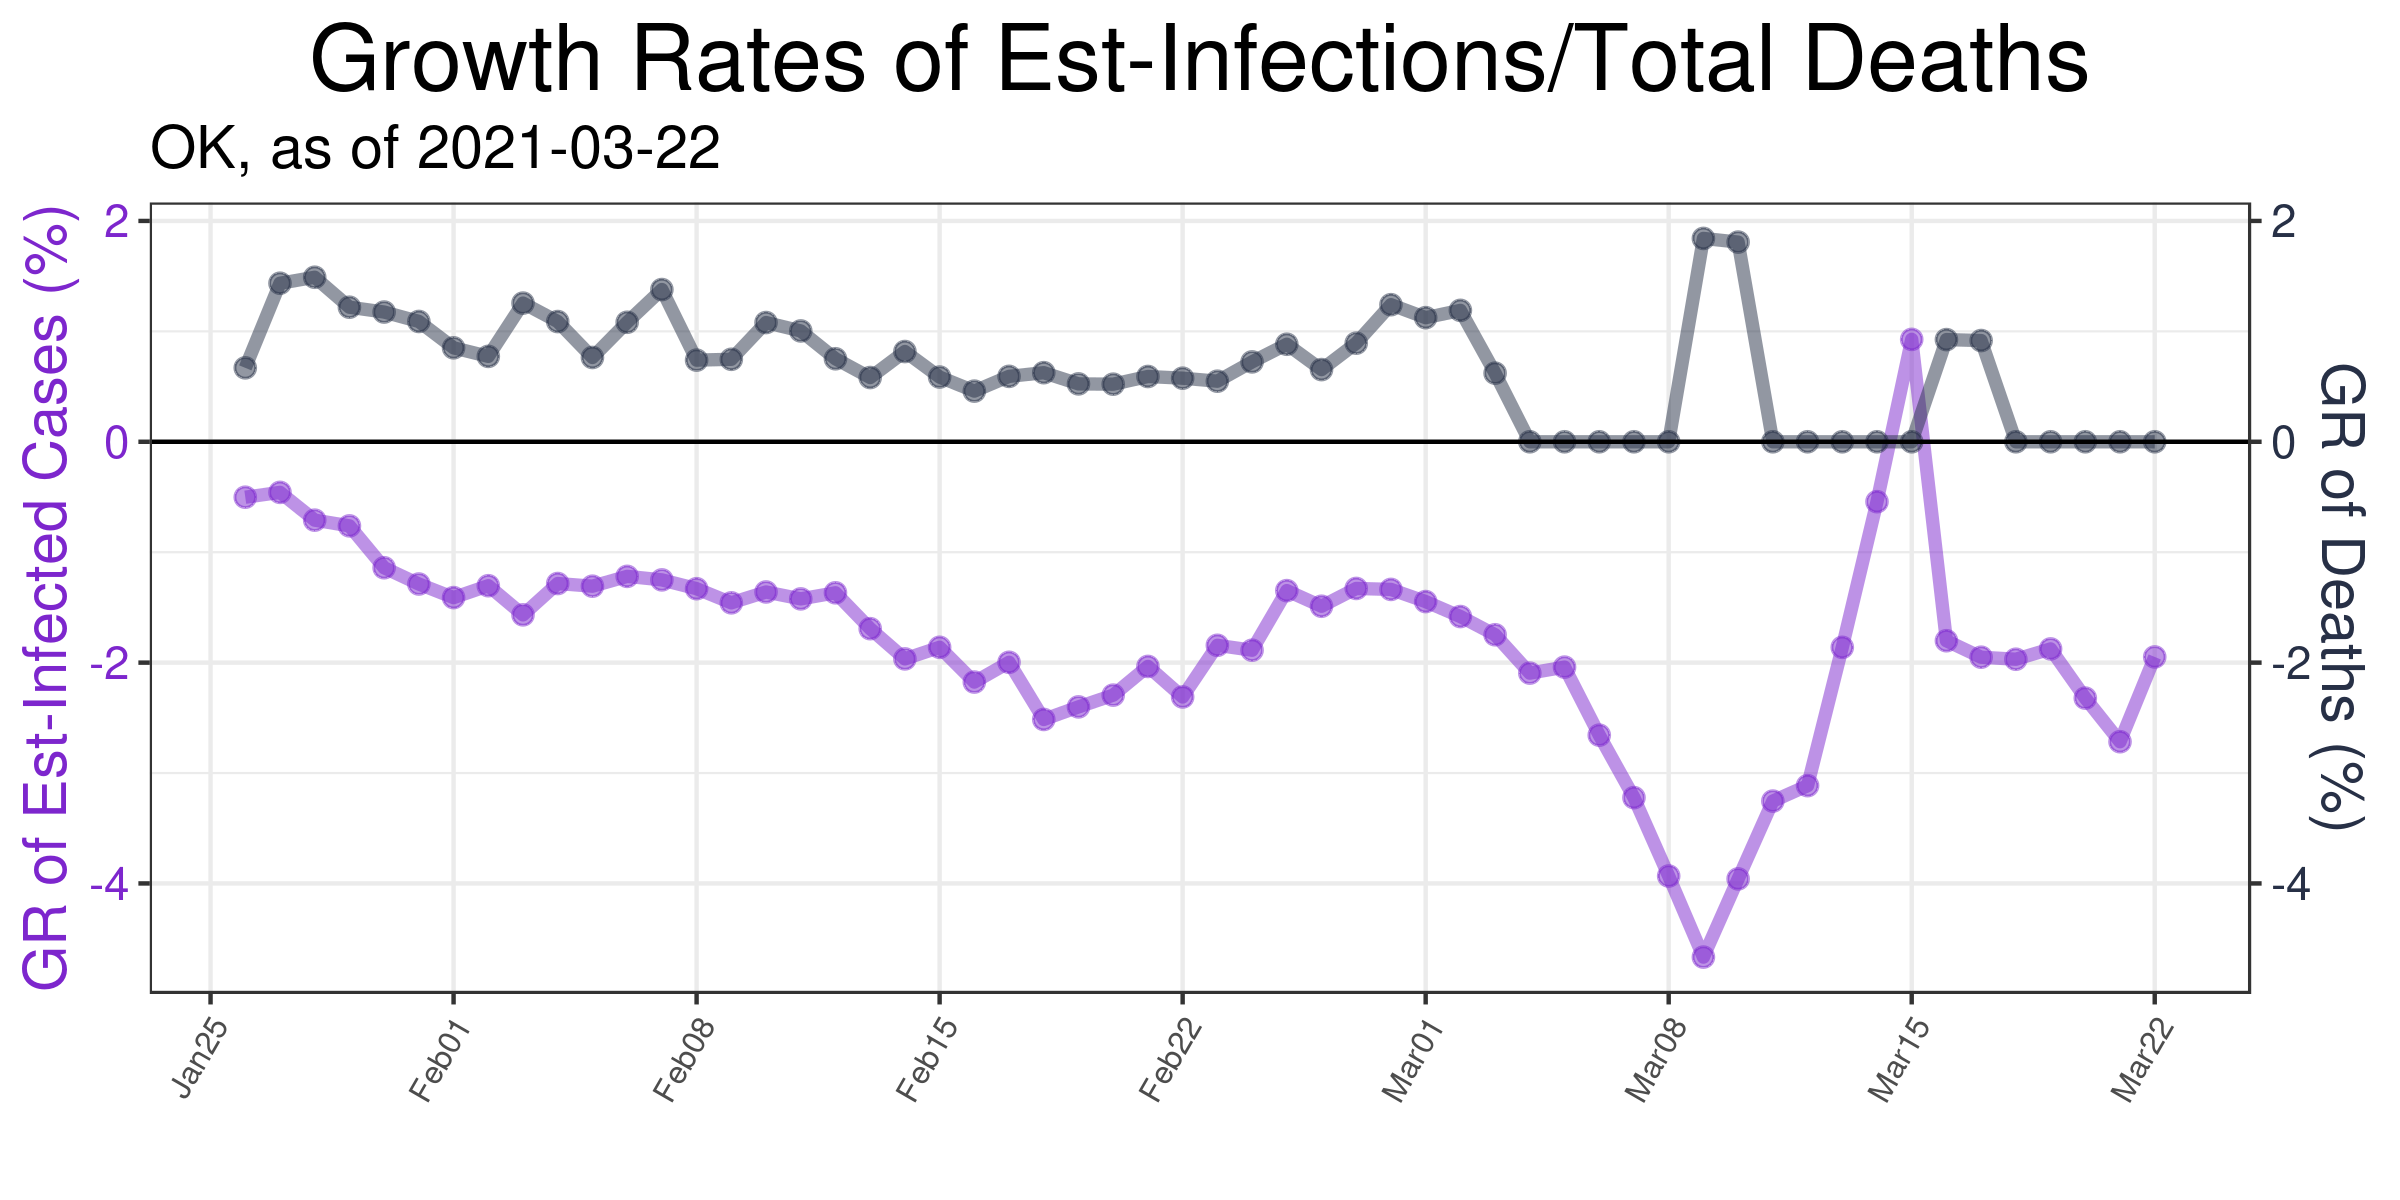 Growth Rates of Est-Infections/Total Deaths
OK, as of 2021-03-22
GR of Est-Infected Cases (%)
2
0
-2
-4
2
0
-2
-4
GR of Deaths (%)
Jan25
Feb01
Feb08
Feb15
Feb22
Mar01
Mar08
Mar15
Mar22